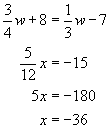 3/4 w + 8 = 1/3 w − 7
5/12 x = −15
5x = −180
x = −36